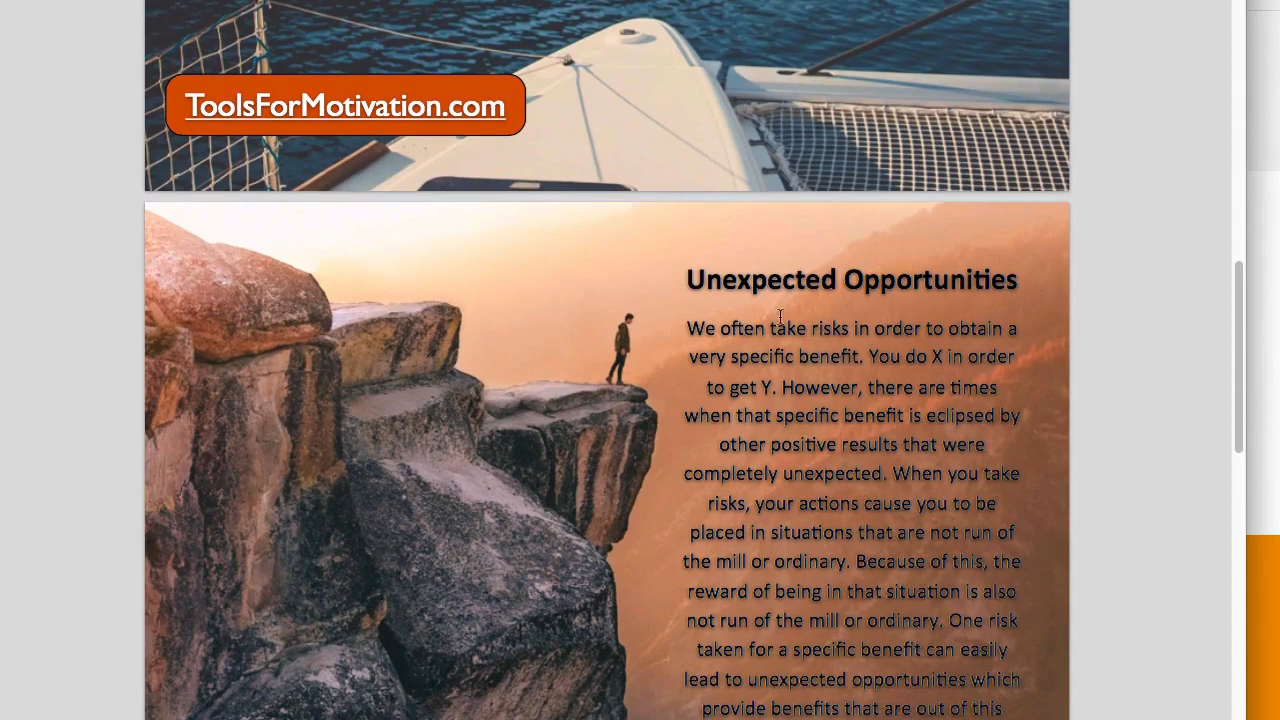 ToolsForMotivation.com
Unexpected Opportunities
We often take risks in order to obtain a
very specific benefit. You do X in order
to get Y. However, there are times
when that specific benefit is eclipsed by
other positive results that were
completely unexpected. When you take
risks, your actions cause you to be
placed in situations that are not run of
the mill or ordinary. Because of this, the
reward of being in that situation is also
not run of the mill or ordinary. One risk
taken for a specific benefit can easily
lead to unexpected opportunities which
provide benefits that are out of this